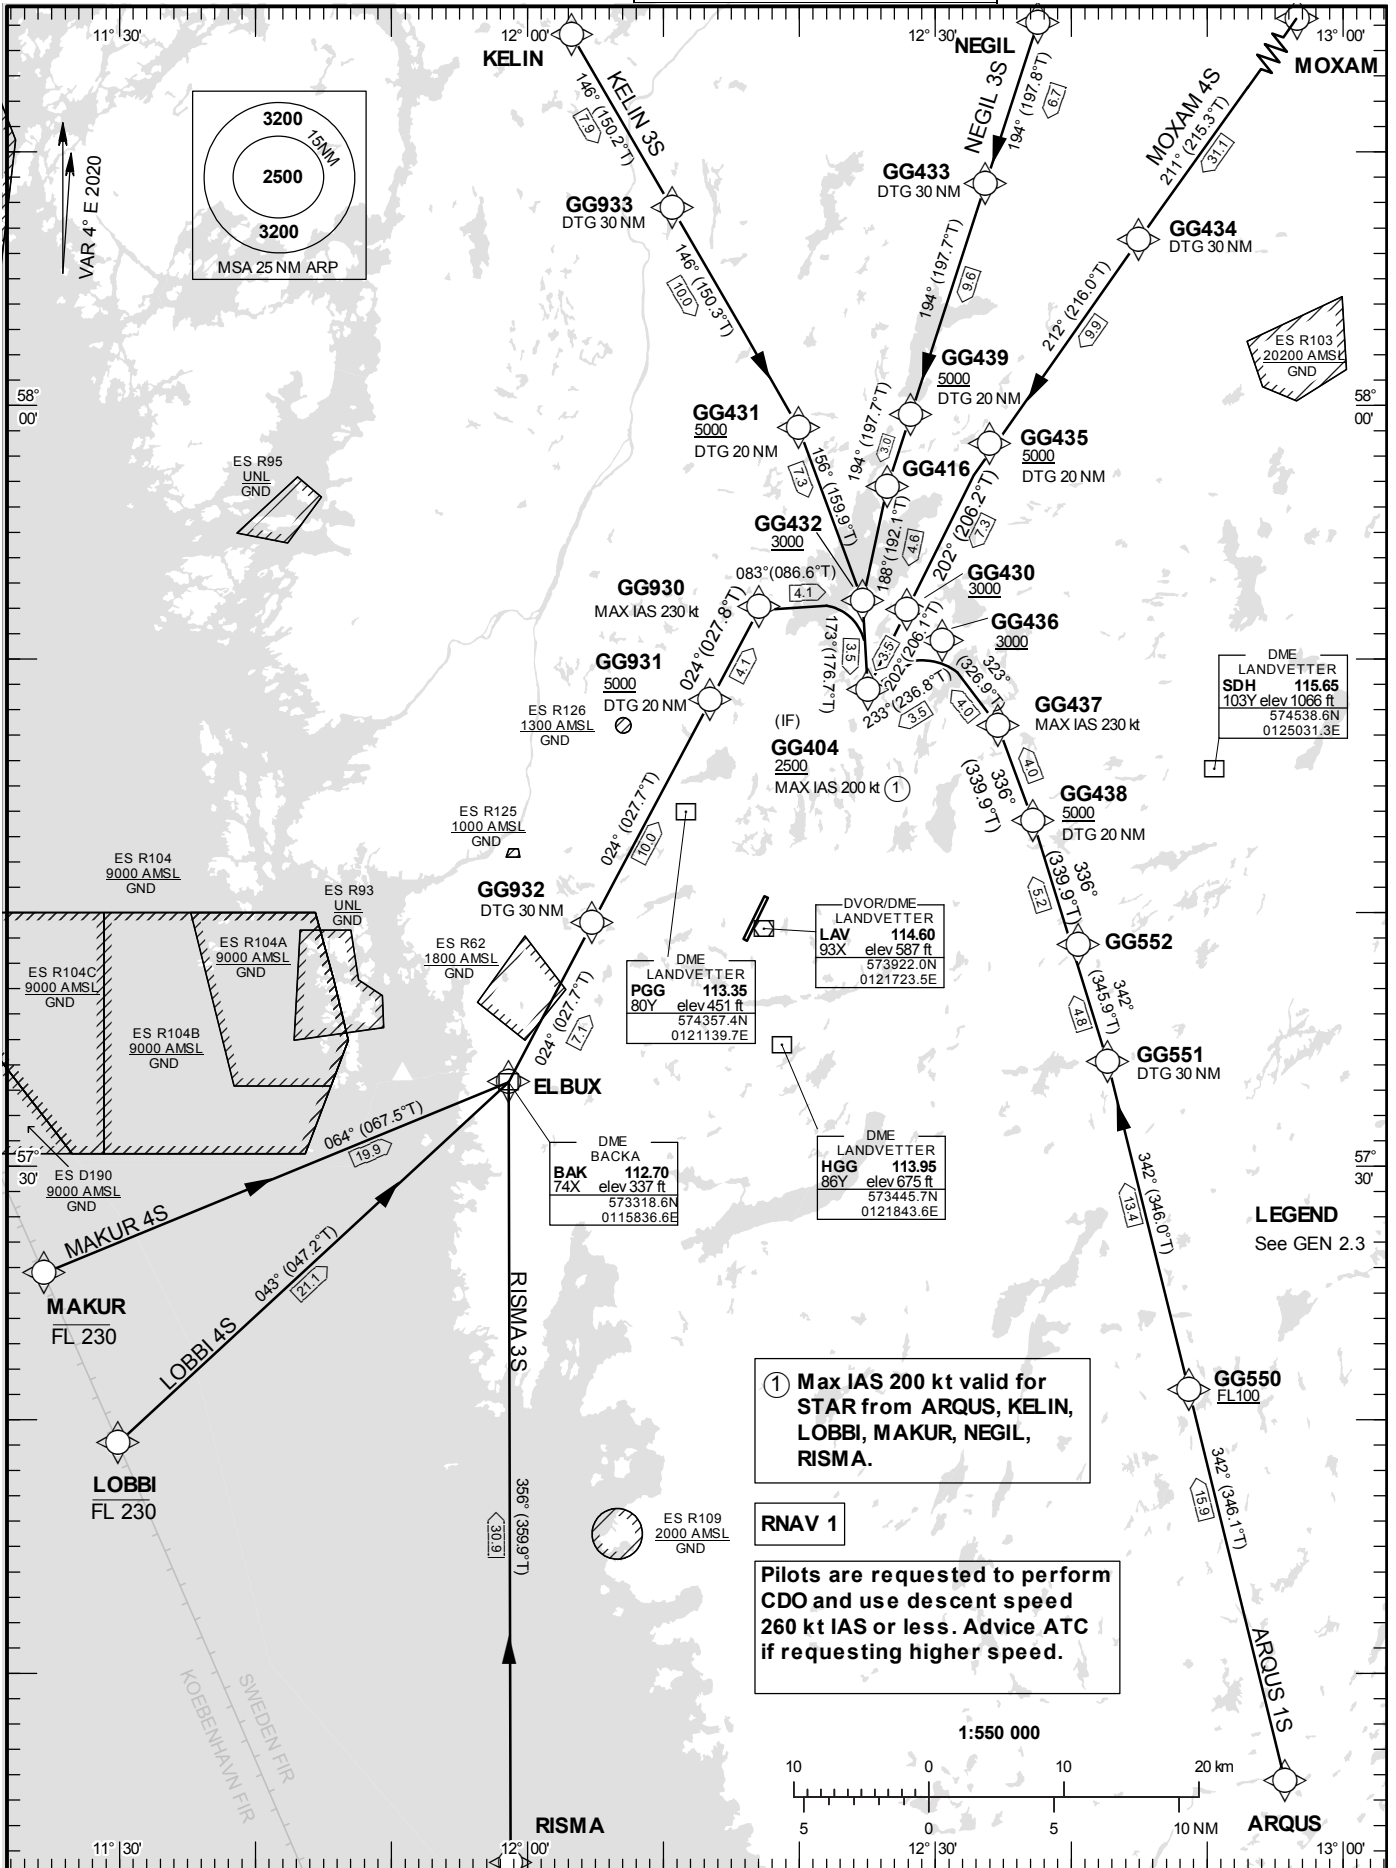 11° 30'
12° 00'
12° 30'
13° 00'
KELIN
NEGIL
MOXAM
VAR 4° E 2020
3200
15NM
2500
3200
MSA 25 NM ARP
KELIN 3S
146° (150.2°T)
7.9
NEGIL 3S
194° (197.8°T)
6.7
MOXAM 4S
211° (215.3°T)
31.1
GG933
DTG 30 NM
GG433
DTG 30 NM
GG434
DTG 30 NM
146° (150.3°T)
10.0
194° (197.7°T)
9.6
212° (216.0°T)
9.9
ES R103
20200 AMSL
GND
58°
00'
58°
00'
GG431
5000
DTG 20 NM
GG439
5000
DTG 20 NM
GG435
5000
DTG 20 NM
156° (159.9°T)
7.3
194° (197.7°T)
3.0
GG416
202° (206.2°T)
7.3
ES R95
UNL
GND
GG432
3000
188° (192.1°T)
4.6
GG430
3000
GG436
3000
083° (086.6°T)
4.1
GG930
MAX IAS 230 kt
024° (027.8°T)
4.1
173° (176.7°T)
3.5
202° (206.1°T)
3.5
233° (236.8°T)
3.5
323°
(326.9°T)
4.0
GG931
5000
DTG 20 NM
ES R126
1300 AMSL
GND
GG437
MAX IAS 230 kt
(IF)
GG404
2500
MAX IAS 200 kt 1
DME
LANDVETTER
SDH 115.65
103Y elev 1066 ft
574538.6N
0125031.3E
336°
(339.9°T)
4.0
GG438
5000
DTG 20 NM
024° (027.7°T)
10.0
ES R125
1000 AMSL
GND
336°
(339.9°T)
5.2
ES R104
9000 AMSL
GND
ES R93
UNL
GND
GG932
DTG 30 NM
DVOR/DME
LANDVETTER
LAV 114.60
93X elev 587 ft
573922.0N
0121723.5E
GG552
ES R104C
9000 AMSL
GND
ES R104A
9000 AMSL
GND
ES R62
1800 AMSL
GND
DME
LANDVETTER
PGG 113.35
80Y elev 451 ft
574357.4N
0121139.7E
342°
(345.9°T)
4.8
ES R104B
9000 AMSL
GND
024° (027.7°T)
7.1
GG551
DTG 30 NM
ELBUX
064° (067.5°T)
19.9
DME
BACKA
BAK 112.70
74X elev 337 ft
573318.6N
0115836.6E
DME
LANDVETTER
HGG 113.95
86Y elev 675 ft
573445.7N
0121843.6E
57°
30'
57°
30'
ES D190
9000 AMSL
GND
342° (346.0°T)
13.4
MAKUR 4S
043° (047.2°T)
21.1
LEGEND
See GEN 2.3
MAKUR
FL 230
LOBBI 4S
RISMA 3S
1 Max IAS 200 kt valid for
STAR from ARQUS, KELIN,
LOBBI, MAKUR, NEGIL,
RISMA.
GG550
FL100
LOBBI
FL 230
356° (359.9°T)
30.9
342° (346.1°T)
15.9
ES R109
2000 AMSL
GND
RNAV 1
Pilots are requested to perform
CDO and use descent speed
260 kt IAS or less. Advice ATC
if requesting higher speed.
SWEDEN FIR
KOEBENHAVN FIR
ARQUS 1S
1:550 000
10 0 10 20 km
5 0 5 10 NM
RISMA
ARQUS
11° 30'
12° 00'
12° 30'
13° 00'